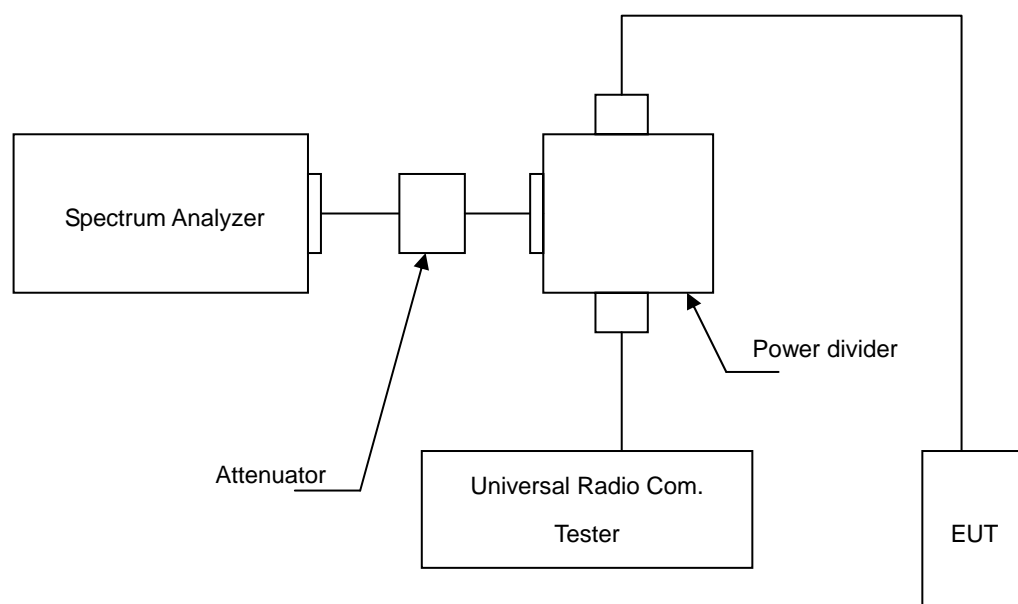 Spectrum Analyzer
Power divider
Attenuator
Universal Radio Com.
Tester
EUT